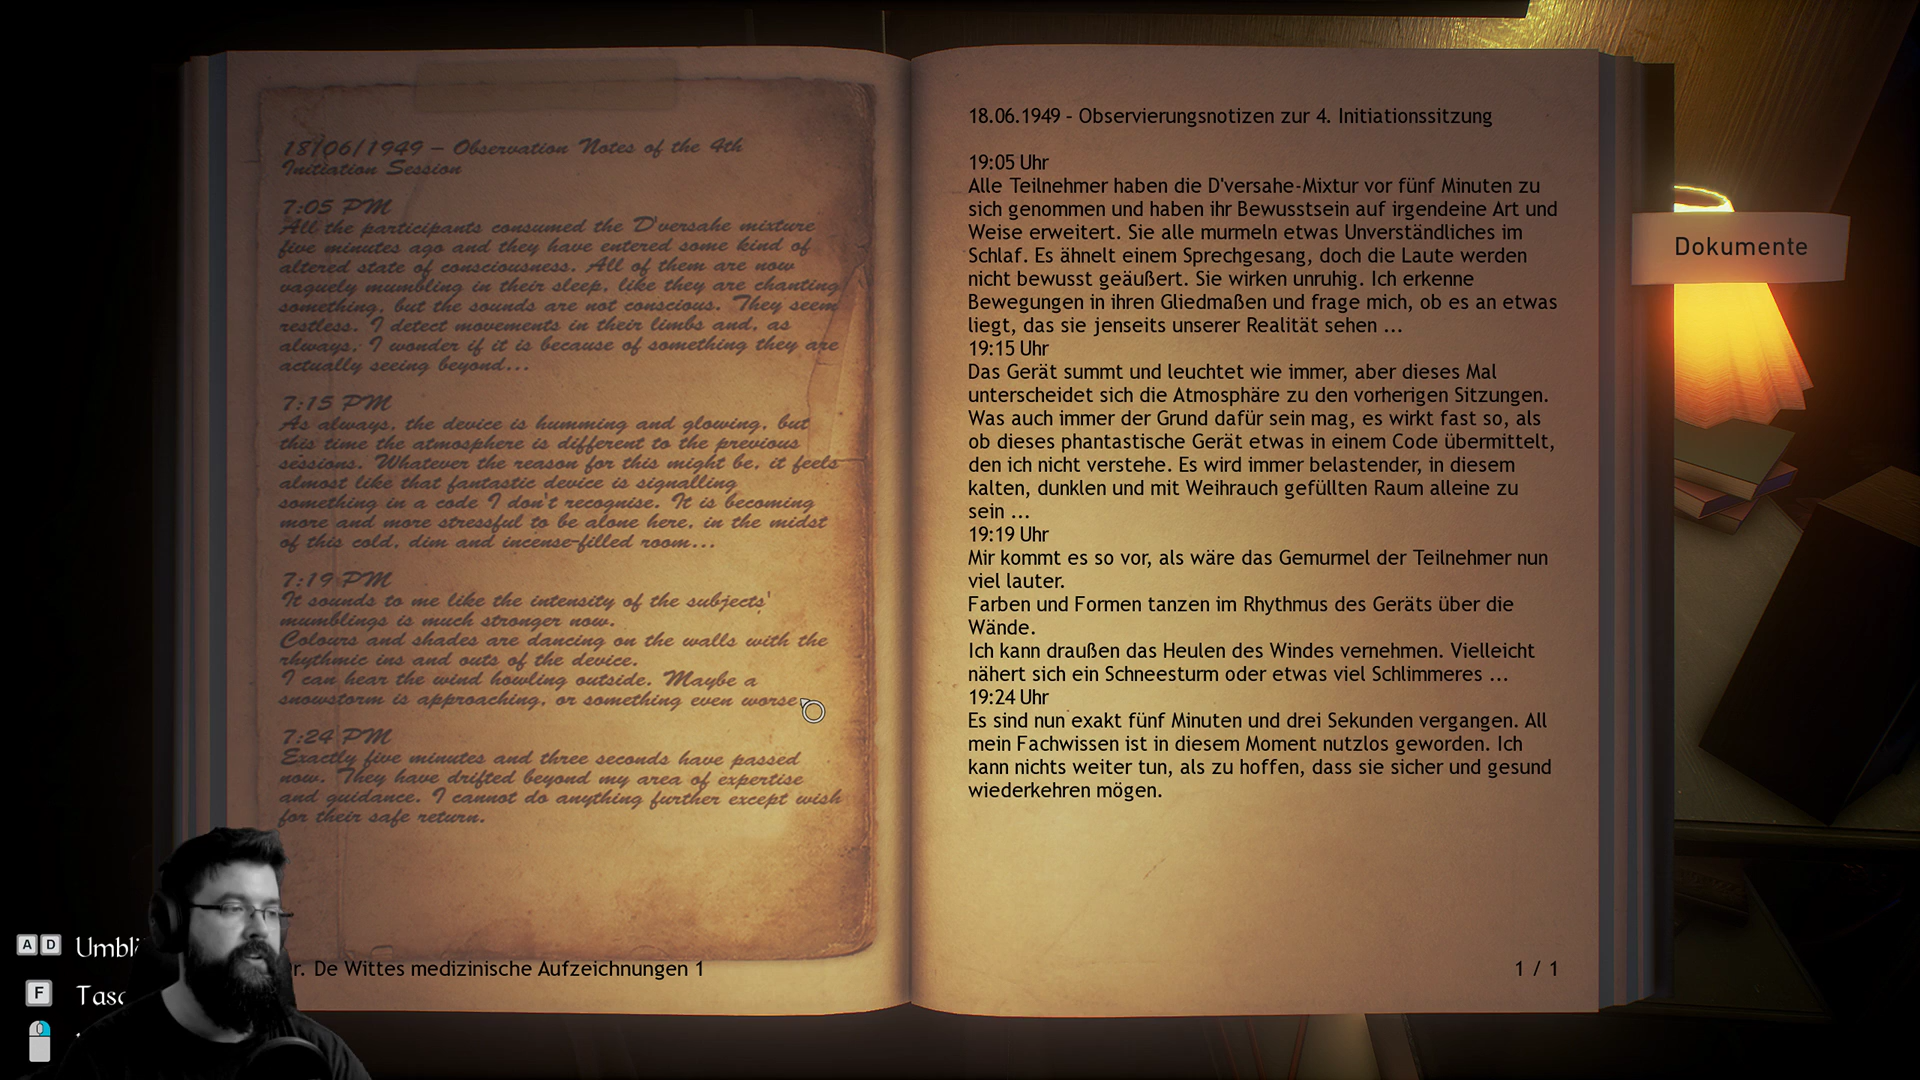 18/06/1949 – Observation Notes of the 4th
Initiation Session
7:05 PM
All the participants consumed the D'versahe mixture
five minutes ago and they have entered some kind of
altered state of consciousness. All of them are now
vaguely mumbling in their sleep, like they are chanting
something, but the sounds are not conscious. They seem
restless. I detect movements in their limbs and, as
always, I wonder if it is because of something they are
actually seeing beyond...
7:15 PM
As always, the device is humming and glowing, but
this time the atmosphere is different to the previous
sessions. Whatever the reason for this might be, it feels
almost like that fantastic device is signalling
something in a code I don't recognise. It is becoming
more and more stressful to be alone here, in the midst
of this cold, dim and incense-filled room...
7:19 PM
It sounds to me like the intensity of the subjects'
mumblings is much stronger now.
Colours and shades are dancing on the walls with the
rhythmic ins and outs of the device.
I can hear the wind howling outside. Maybe a
snowstorm is approaching, or something even worse
7:24 PM
Exactly five minutes and three seconds have passed
now. They have drifted beyond my area of expertise
and guidance. I cannot do anything further except wish
for their safe return.
r. De Wittes medizinische Aufzeichnungen 1
18.06.1949 - Observierungsnotizen zur 4. Initiationssitzung
19:05 Uhr
Alle Teilnehmer haben die D'versahe-Mixtur vor fünf Minuten zu
sich genommen und haben ihr Bewusstsein auf irgendeine Art und
Weise erweitert. Sie alle murmeln etwas Unverständliches im
Schlaf. Es ähnelt einem Sprechgesang, doch die Laute werden
nicht bewusst geäußert. Sie wirken unruhig. Ich erkenne
Bewegungen in ihren Gliedmaßen und frage mich, ob es an etwas
liegt, das sie jenseits unserer Realität sehen ...
19:15 Uhr
Das Gerät summt und leuchtet wie immer, aber dieses Mal
unterscheidet sich die Atmosphäre zu den vorherigen Sitzungen.
Was auch immer der Grund dafür sein mag, es wirkt fast so, als
ob dieses phantastische Gerät etwas in einem Code übermittelt,
den ich nicht verstehe. Es wird immer belastender, in diesem
kalten, dunklen und mit Weihrauch gefüllten Raum alleine zu
sein ...
19:19 Uhr
Mir kommt es so vor, als wäre das Gemurmel der Teilnehmer nun
viel lauter.
Farben und Formen tanzen im Rhythmus des Geräts über die
Wände.
Ich kann draußen das Heulen des Windes vernehmen. Vielleicht
nähert sich ein Schneesturm oder etwas viel Schlimmeres ...
19:24 Uhr
Es sind nun exakt fünf Minuten und drei Sekunden vergangen. All
mein Fachwissen ist in diesem Moment nutzlos geworden. Ich
kann nichts weiter tun, als zu hoffen, dass sie sicher und gesund
wiederkehren mögen.
1 / 1
Dokumente
A D
F